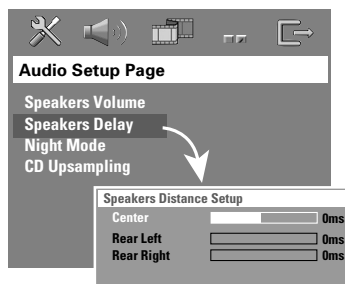 Audio Setup Page
Speakers Volume
Speakers Delay
Night Mode
CD Upsampling
Speakers Distance Setup
Center 0ms
Rear Left 0ms
Rear Right 0ms